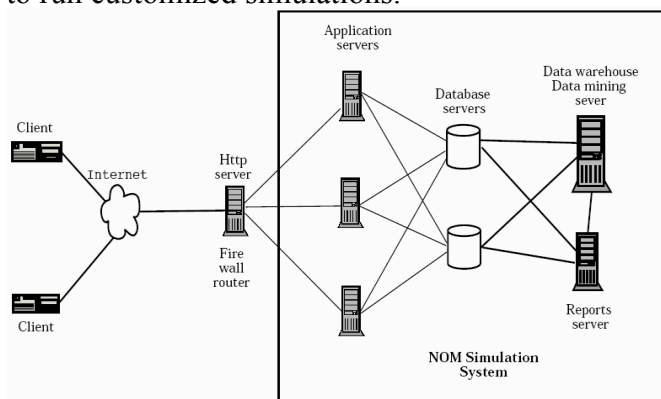 to run customized simulations.
Application
servers
Data warehouse
Data mining
sever
Database
servers
Client
Internet
Http
server
Fire
wall
router
Client
Reports
server
NOM Simulation
System